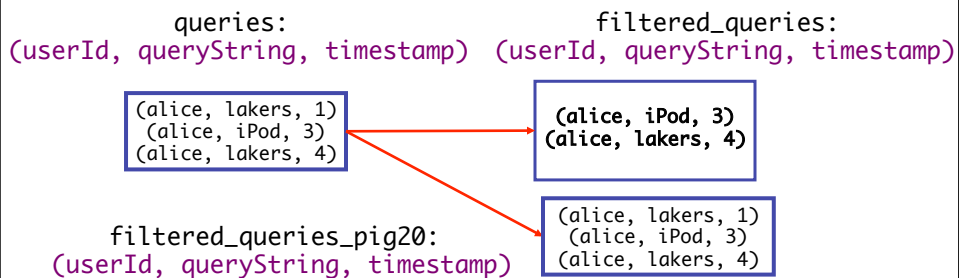 queries:
(userId, queryString, timestamp)
filtered_queries:
(userId, queryString, timestamp)
(alice, lakers, 1)
(alice, iPod, 3)
(alice, lakers, 4)
(alice, iPod, 3)
(alice, lakers, 4)
filtered_queries_pig20:
(userId, queryString, timestamp)
(alice, lakers, 1)
(alice, iPod, 3)
(alice, lakers, 4)